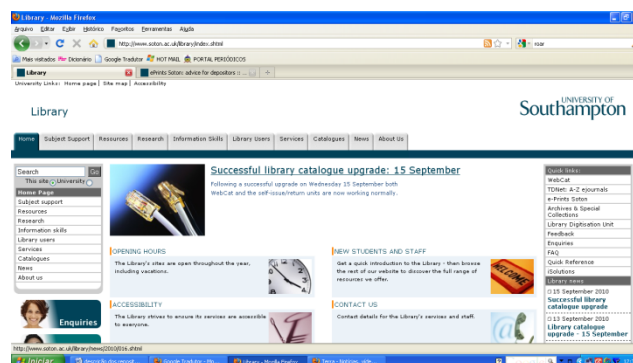 Library - Mozilla Firefox
Arquivo Editar Exibir Histórico Favoritos Ferramentas Ajuda
http://www.soton.ac.uk/library/index.shtml
roar
Mais visitados Dicionário Google Tradutor HOT MAIL PORTAL PERIÓDICOS
Library
ePrints Soton: advice for depositors
University Links: Home page | Site map | Accessibility
Library
UNIVERSITY OF
Southampton
Home Subject Support Resources Research Information Skills Library Users Services Catalogues News About Us
Search Go
This site University
Home Page
Subject support
Resources
Research
Information skills
Library users
Services
Catalogues
News
About us
Enquiries
Successful library catalogue upgrade: 15 September
Following a successful upgrade on Wednesday 15 September both
WebCat and the self-issue/return units are now working normally.
OPENING HOURS
The Library's sites are open throughout the year,
including vacations.
NEW STUDENTS AND STAFF
Get a quick introduction to the Library - then browse
the rest of our website to discover the full range of
resources we offer.
WELCOME
ACCESSIBILITY
The Library strives to ensure its services are accessible
to everyone.
CONTACT US
Contact details for the Library's services and staff.
Quick links:
WebCat
TDNet: A-Z ejournals
e-Prints Soton
Archives & Special
Collections
Library Digitisation Unit
Feedback
Enquiries
FAQ
Quick Reference
iSolutions
Library news
15 September 2010
Successful library
catalogue upgrade
13 September 2010
Library catalogue
upgrade - 15 September
http://www.soton.ac.uk/library/news/2010/016.shtml
Iniciar
Google Tradutor - Mo...
Library - Mozilla Firefox